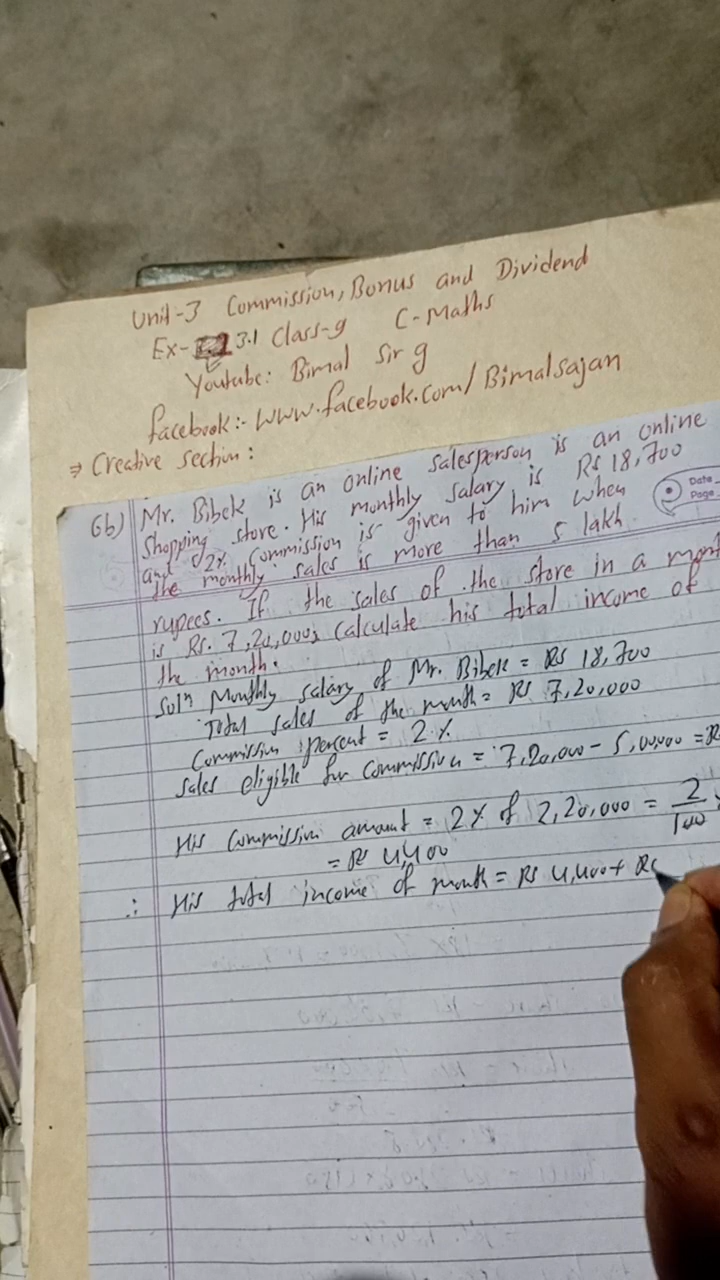 Unit-3 Commission, Bonus and Dividend
Ex- 3.1 Class-9 C-Maths
Youtube: Bimal Sir g
facebook:- www.facebook.com/Bimalsajan
⇒ Creative section:
6b) Mr. Bibek is an online salesperson is an online
Shopping store. His monthly salary is Rs 18,700
and 2% Commission is given to him when
the monthly sales is more than 5 lakh
rupees. If the sales of the store in a
is Rs. 7,20,000, Calculate his total income of
the month.
Date
Page
Solⁿ Monthly salary of Mr. Bibek = Rs 18,700
Total sales of the month = Rs 7,20,000
Commission percent = 2%
Sales eligible for Commission = 7,20,000 - 5,00,000 =
His Commission amount = 2% of 2,20,000 = 2/100
= Rs 4,400
∴ His total income of month = Rs 4,400 + Rs